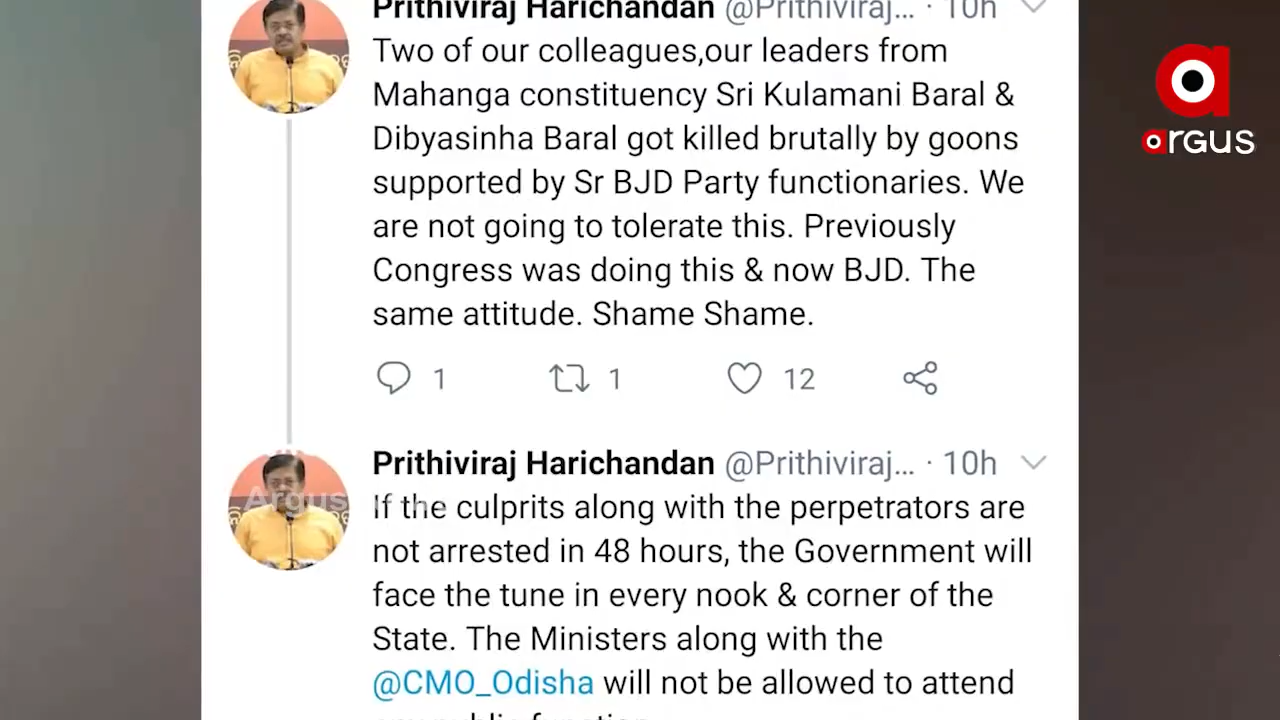 Prithiviraj Harichandan @Prithiviraj... · 10h
Two of our colleagues,our leaders from
Mahanga constituency Sri Kulamani Baral &
Dibyasinha Baral got killed brutally by goons
supported by Sr BJD Party functionaries. We
are not going to tolerate this. Previously
Congress was doing this & now BJD. The
same attitude. Shame Shame.
1 1 12
argus
Prithiviraj Harichandan @Prithiviraj... · 10h
Argus
If the culprits along with the perpetrators are
not arrested in 48 hours, the Government will
face the tune in every nook & corner of the
State. The Ministers along with the
@CMO_Odisha will not be allowed to attend